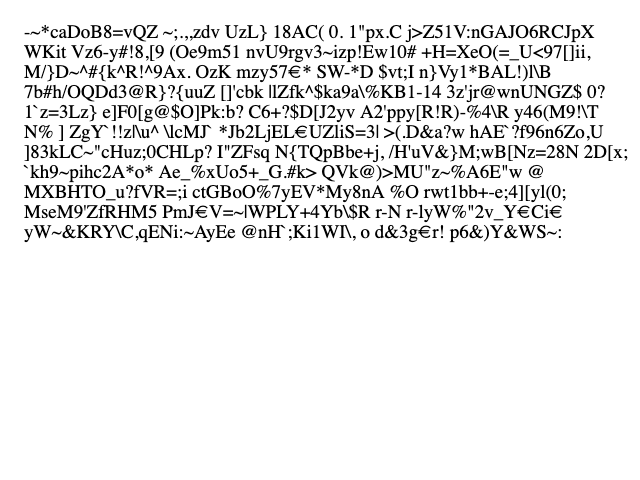 -~*caDoB8=vQZ ~;.,,zdv UzL} 18AC( 0. 1"px.C j>Z51V:nGAJO6RCJpX
WKit Vz6-y#!8,[9 (Oe9m51 nvU9rgv3~izp!Ew10# +H=XeO(=_U<97[]ii,
M/}D~^#{k^R!^9Ax. OzK mzy57€* SW-*D $vt;I n}Vy1*BAL!)l\B
7b#h/OQDd3@R}?{uuZ []'cbk llZfk^$ka9a\%KB1-14 3z'jr@wnUNGZ$ 0?
1`z=3Lz} e]F0[g@$O]Pk:b? C6+?$D[J2yv A2'ppy[R!R)-%4\R y46(M9!\T
N% ] ZgY`!!zl\u^ \lcMJ` *Jb2LjEL€UZliS=3l >(.D&a?w hAE`?f96n6Zo,U
]83kLC~"cHuz;0CHLp? I"ZFsq N{TQpBbe+j, /H'uV&}M;wB[Nz=28N 2D[x;
`kh9~pihc2A*o* Ae_%xUo5+_G.#k> QVk@)>MU"z~%A6E"w @
MXBHTO_u?fVR=;i ctGBoO%7yEV*My8nA %O rwt1bb+-e;4][yl(0;
MseM9'ZfRHM5 PmJ€V=~lWPLY+4Yb\$R r-N r-lyW%"2v_Y€Ci€
yW~&KRY\C,qENi:~AyEe @nH`;Ki1WI\, o d&3g€r! p6&)Y&WS~: